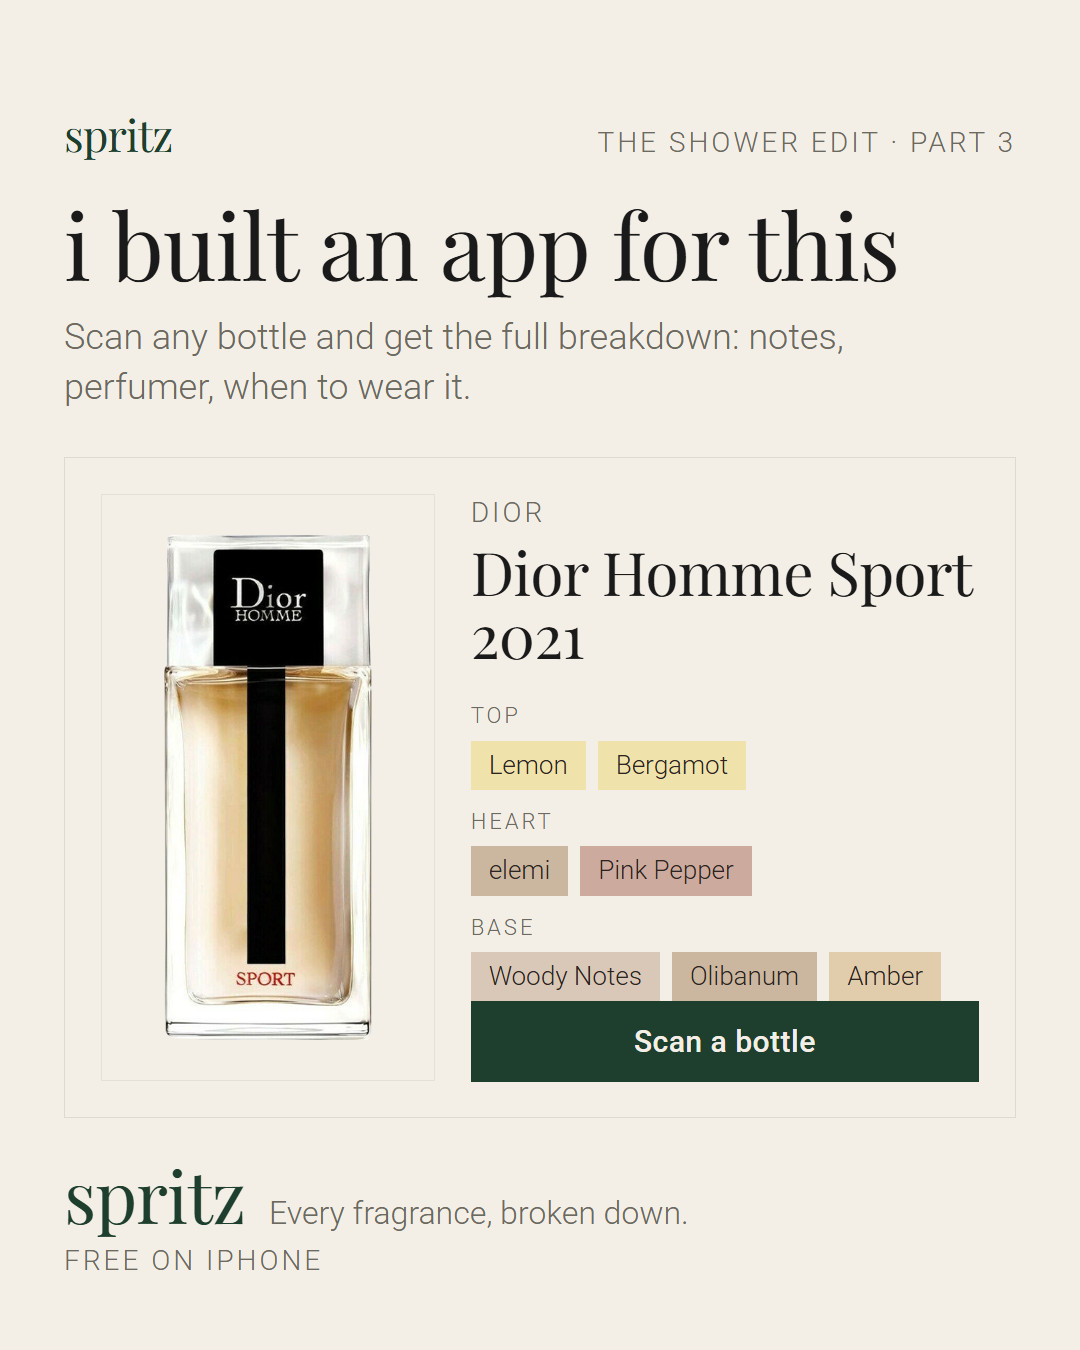 spritz
THE SHOWER EDIT · PART 3
i built an app for this
Scan any bottle and get the full breakdown: notes,
perfumer, when to wear it.
Dior
HOMME
SPORT
DIOR
Dior Homme Sport
2021
TOP
Lemon Bergamot
HEART
elemi Pink Pepper
BASE
Woody Notes Olibanum Amber
Scan a bottle
spritz Every fragrance, broken down.
FREE ON IPHONE